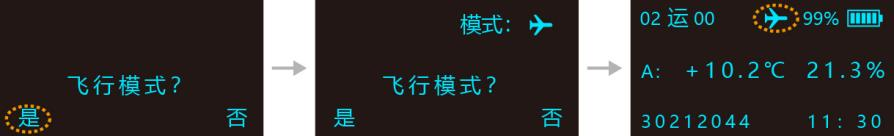 飞行模式?
是 否
模式:
飞行模式?
是 否
02 运 00 99%
A: +10.2℃ 21.3%
30212044 11: 30